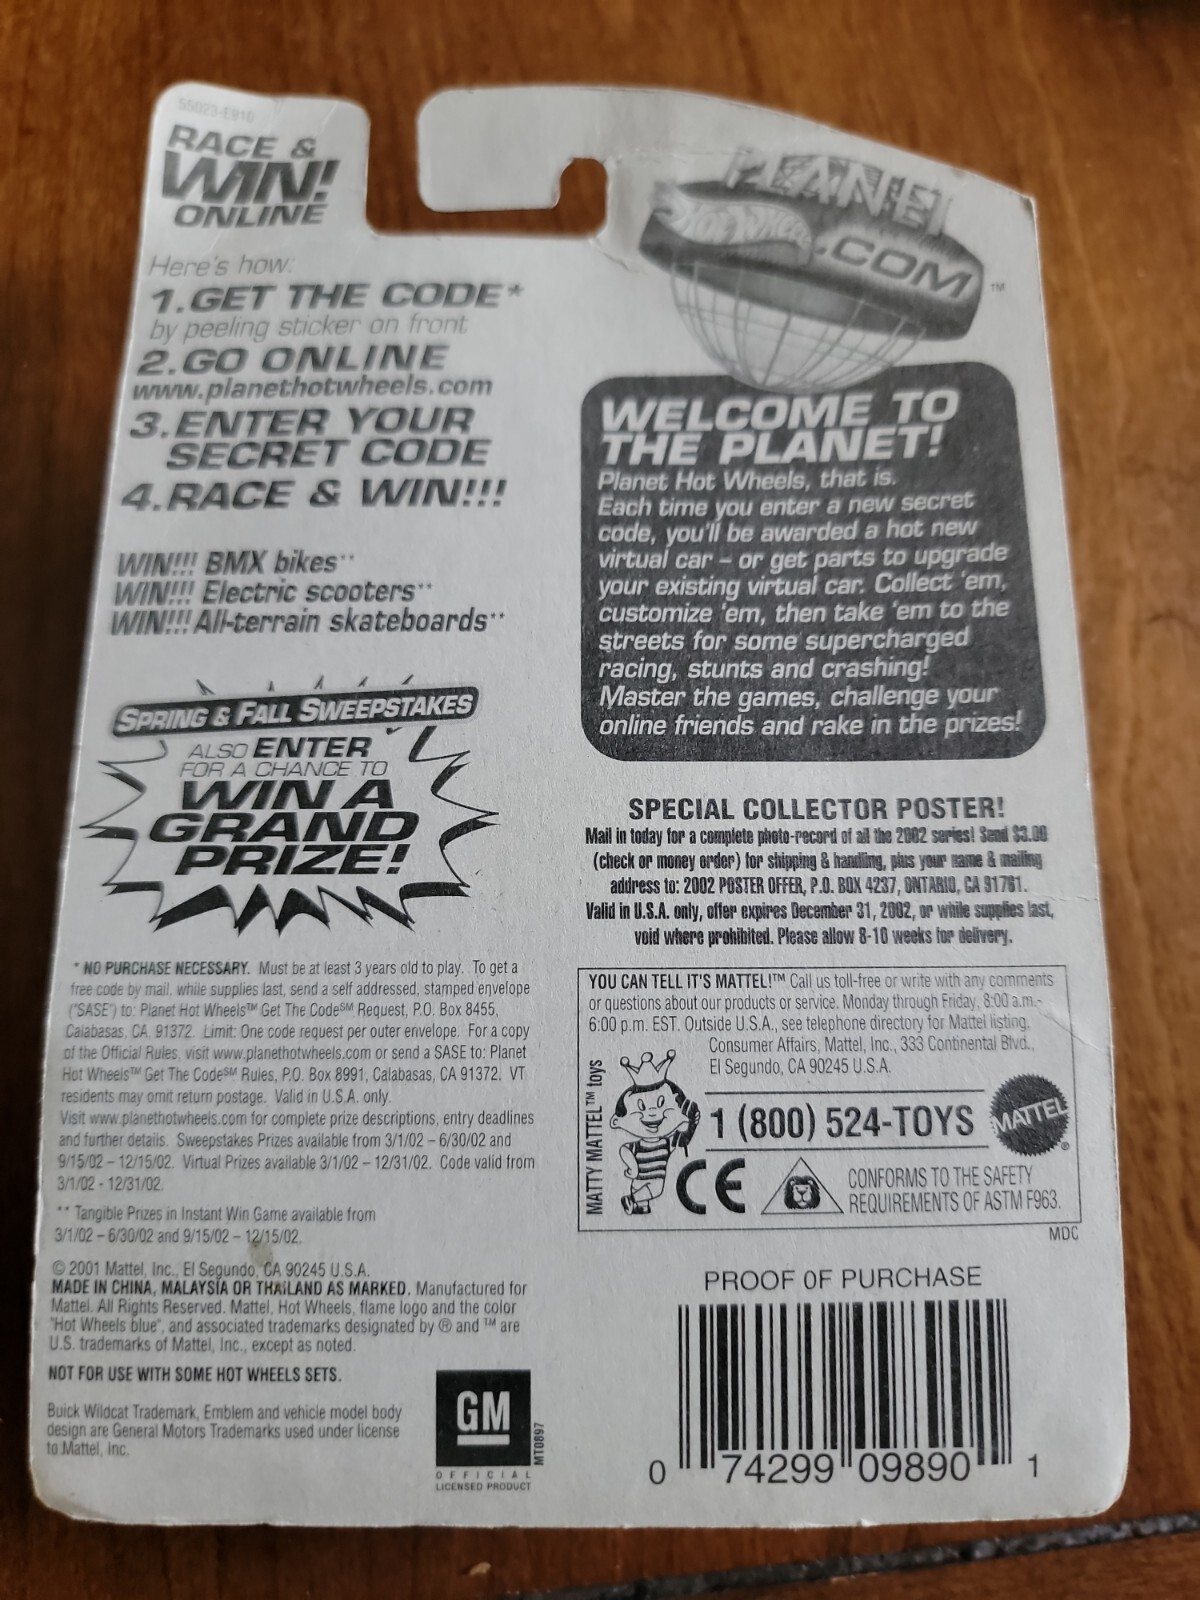 S5023-E910
RACE &
WIN!
ONLINE
Here's how:
1. GET THE CODE*
by peeling sticker on front
2. GO ONLINE
www.planethotwheels.com
3. ENTER YOUR
SECRET CODE
4. RACE & WIN!!!
WIN!!! BMX bikes**
WIN!!! Electric scooters**
WIN!!! All-terrain skateboards**
SPRING & FALL SWEEPSTAKES
ALSO ENTER
FOR A CHANCE TO
WIN A
GRAND
PRIZE!
* NO PURCHASE NECESSARY. Must be at least 3 years old to play. To get a
free code by mail, while supplies last, send a self addressed, stamped envelope
("SASE") to: Planet Hot Wheels™ Get The Code℠ Request, P.O. Box 8455,
Calabasas, CA. 91372. Limit: One code request per outer envelope. For a copy
of the Official Rules, visit www.planethotwheels.com or send a SASE to: Planet
Hot Wheels™ Get The Code℠ Rules, P.O. Box 8991, Calabasas, CA 91372. VT
residents may omit return postage. Valid in U.S.A. only.
Visit www.planethotwheels.com for complete prize descriptions, entry deadlines
and further details. Sweepstakes Prizes available from 3/1/02 – 6/30/02 and
9/15/02 – 12/15/02. Virtual Prizes available 3/1/02 – 12/31/02. Code valid from
3/1/02 - 12/31/02.
** Tangible Prizes in Instant Win Game available from
3/1/02 – 6/30/02 and 9/15/02 – 12/15/02.
© 2001 Mattel, Inc., El Segundo, CA 90245 U.S.A.
MADE IN CHINA, MALAYSIA OR THAILAND AS MARKED. Manufactured for
Mattel. All Rights Reserved. Mattel, Hot Wheels, flame logo and the color
"Hot Wheels blue", and associated trademarks designated by ® and ™ are
U.S. trademarks of Mattel, Inc., except as noted.
NOT FOR USE WITH SOME HOT WHEELS SETS.
Buick Wildcat Trademark, Emblem and vehicle model body
design are General Motors Trademarks used under license
to Mattel, Inc.
GM
OFFICIAL
LICENSED PRODUCT
MT0897
PLANET
Hot Wheels
.COM ™
WELCOME TO
THE PLANET!
Planet Hot Wheels, that is.
Each time you enter a new secret
code, you'll be awarded a hot new
virtual car – or get parts to upgrade
your existing virtual car. Collect 'em,
customize 'em, then take 'em to the
streets for some supercharged
racing, stunts and crashing!
Master the games, challenge your
online friends and rake in the prizes!
SPECIAL COLLECTOR POSTER!
Mail in today for a complete photo-record of all the 2002 series! Send $3.00
(check or money order) for shipping & handling, plus your name & mailing
address to: 2002 POSTER OFFER, P.O. BOX 4237, ONTARIO, CA 91761.
Valid in U.S.A. only, offer expires December 31, 2002, or while supplies last,
void where prohibited. Please allow 8-10 weeks for delivery.
YOU CAN TELL IT'S MATTEL!™ Call us toll-free or write with any comments
or questions about our products or service. Monday through Friday, 8:00 a.m.-
6:00 p.m. EST. Outside U.S.A., see telephone directory for Mattel listing.
Consumer Affairs, Mattel, Inc., 333 Continental Blvd.,
El Segundo, CA 90245 U.S.A.
MATTY MATTEL™ toys
1 (800) 524-TOYS
MATTEL®
CE
CONFORMS TO THE SAFETY
REQUIREMENTS OF ASTM F963.
MDC
PROOF OF PURCHASE
0 74299 09890 1